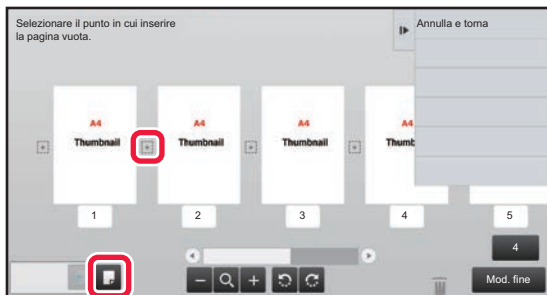 Selezionare il punto in cui inserire
la pagina vuota.
Annulla e torna
A4
Thumbnail
A4
Thumbnail
A4
Thumbnail
A4
Thumb
1
2
3
4
5
4
Mod. fine